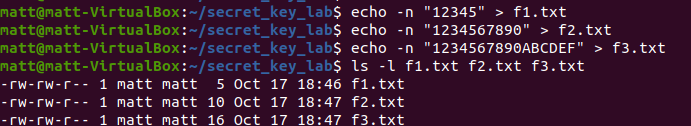 matt@matt-VirtualBox:~/secret_key_lab$ echo -n "12345" > f1.txt
matt@matt-VirtualBox:~/secret_key_lab$ echo -n "1234567890" > f2.txt
matt@matt-VirtualBox:~/secret_key_lab$ echo -n "1234567890ABCDEF" > f3.txt
matt@matt-VirtualBox:~/secret_key_lab$ ls -l f1.txt f2.txt f3.txt
-rw-rw-r-- 1 matt matt  5 Oct 17 18:46 f1.txt
-rw-rw-r-- 1 matt matt 10 Oct 17 18:47 f2.txt
-rw-rw-r-- 1 matt matt 16 Oct 17 18:47 f3.txt